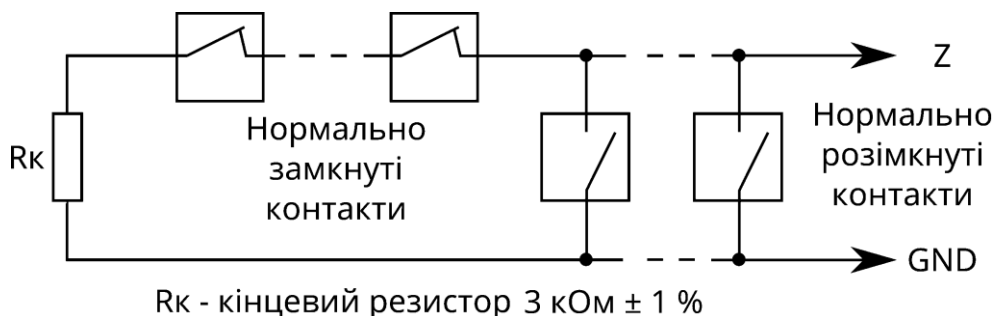 Z
Нормально
замкнуті
контакти
Нормально
розімкнуті
контакти
Rк
GND
Rк - кінцевий резистор 3 кОм ± 1 %